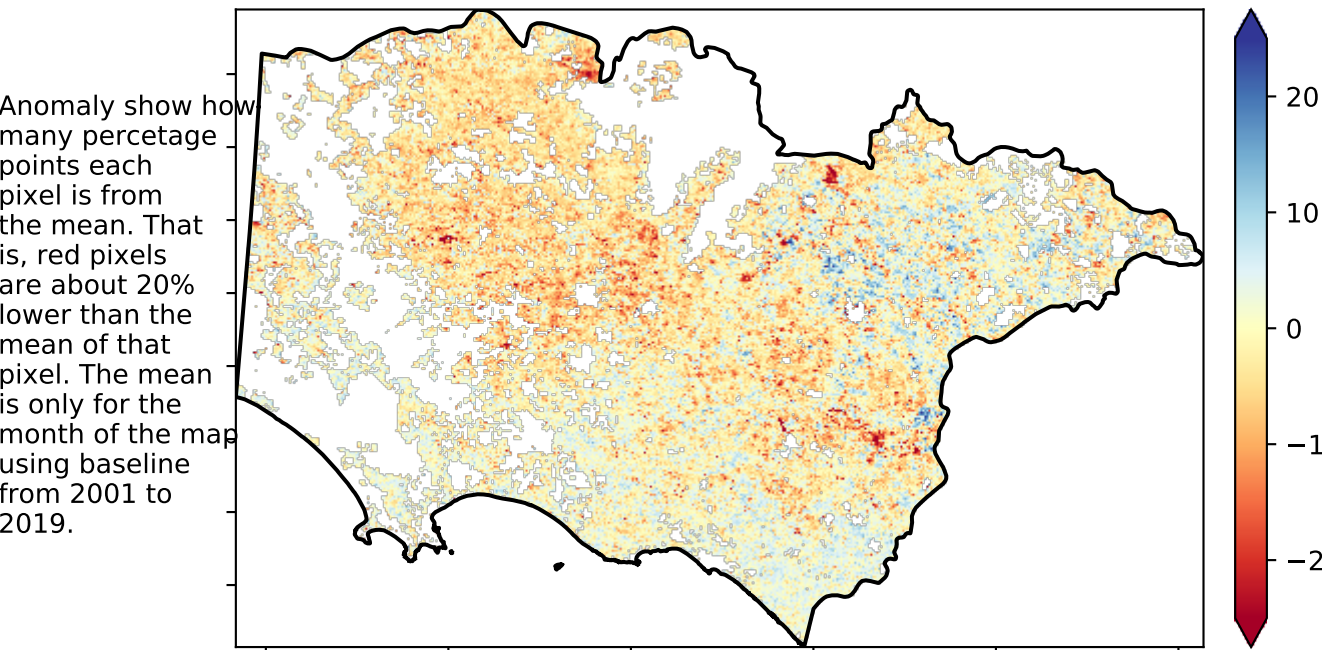 Anomaly show how
many percetage
points each
pixel is from
the mean. That
is, red pixels
are about 20%
lower than the
mean of that
pixel. The mean
is only for the
month of the map
using baseline
from 2001 to
2019.
20
10
0
−1
−2